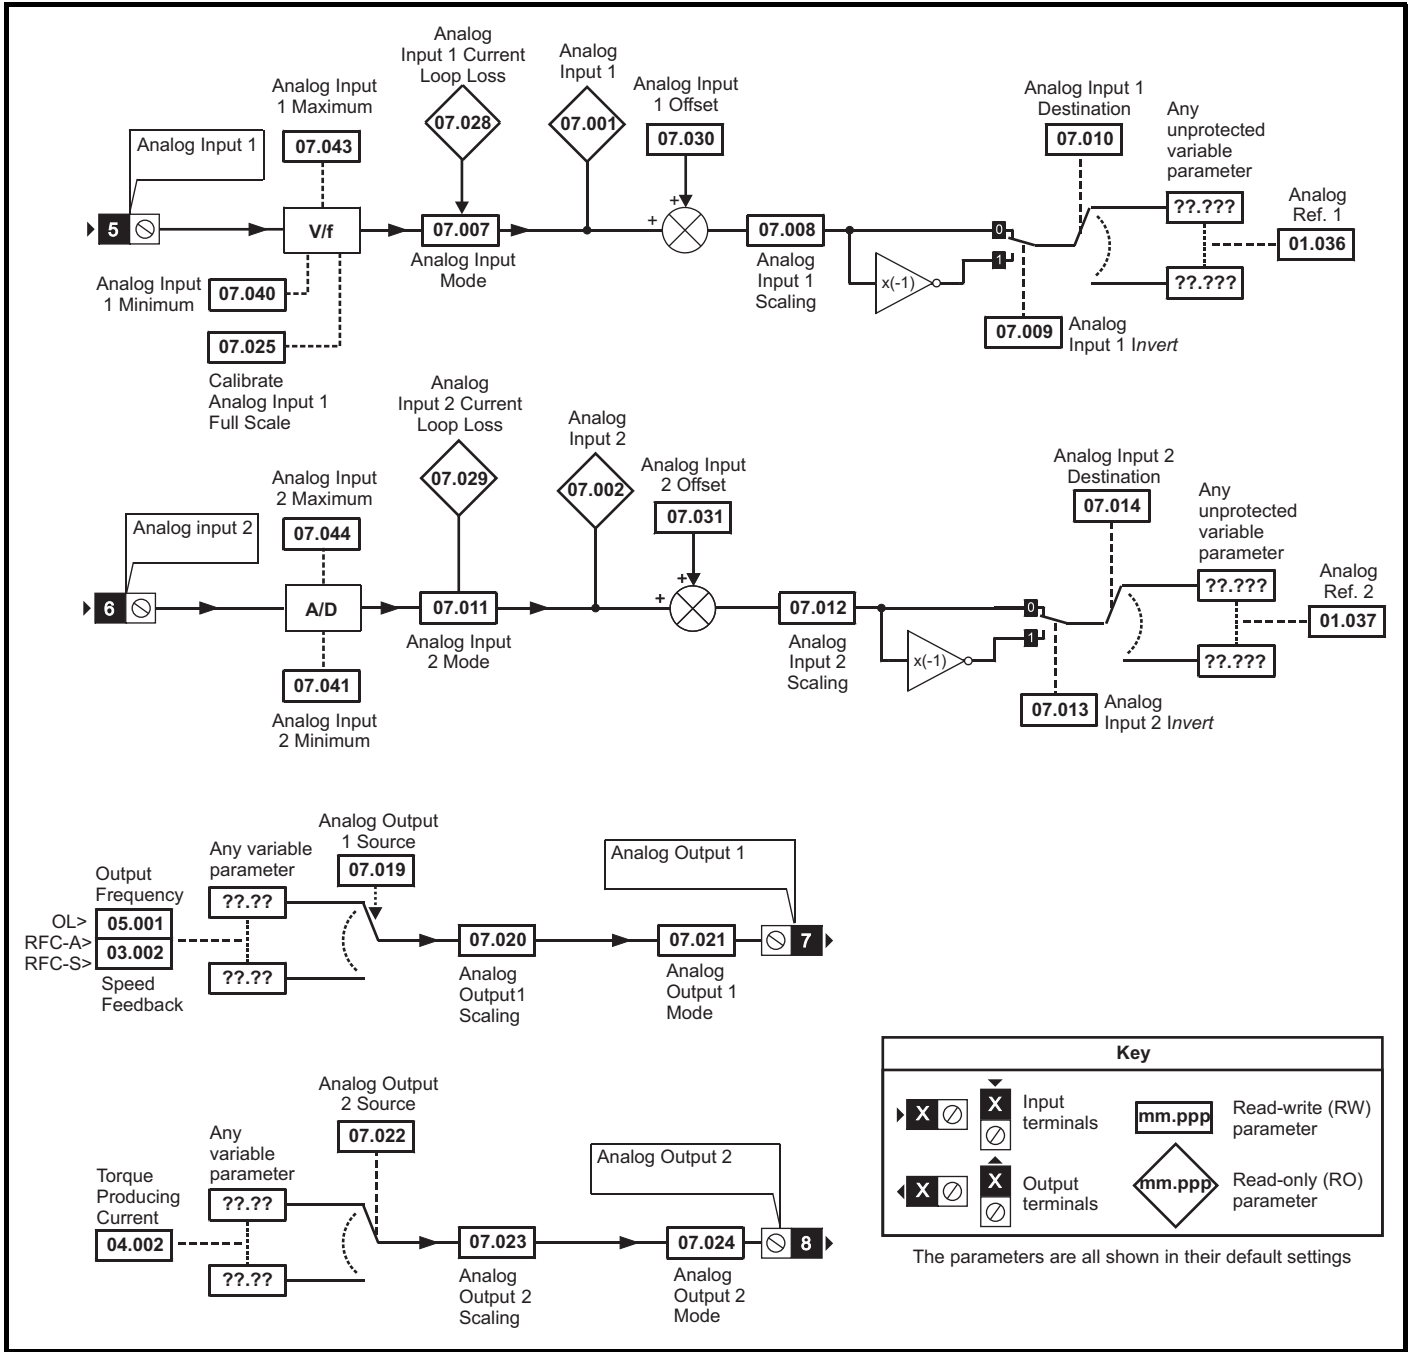 Analog
Input 1 Current
Loop Loss
Analog
Input 1
Analog Input
1 Maximum
Analog Input
1 Offset
Analog Input 1
Destination
Any
unprotected
variable
parameter
Analog Input 1
07.043
07.028
07.001
07.030
07.010
??.???
Analog
Ref. 1
5
V/f
07.007
+
+
07.008
0
01.036
Analog Input
Mode
Analog
Input 1
Scaling
x(-1)
1
??.???
Analog Input
1 Minimum
07.040
07.025
07.009
Analog
Input 1 Invert
Calibrate
Analog Input 1
Full Scale
Analog
Input 2 Current
Loop Loss
Analog
Input 2
Analog Input
2 Maximum
Analog Input
2 Offset
Analog Input 2
Destination
Any
unprotected
variable
parameter
Analog input 2
07.044
07.029
07.002
07.031
07.014
??.???
Analog
Ref. 2
6
A/D
07.011
+
+
07.012
0
01.037
Analog Input
2 Mode
Analog
Input 2
Scaling
x(-1)
1
??.???
07.041
Analog Input
2 Minimum
07.013
Analog
Input 2 Invert
Analog Output
1 Source
Any variable
parameter
07.019
Analog Output 1
Output
Frequency
??.??
OL>
RFC-A>
RFC-S>
05.001
03.002
07.020
07.021
7
Speed
Feedback
??.??
Analog
Output1
Scaling
Analog
Output 1
Mode
Analog Output
2 Source
Any
variable
parameter
07.022
Analog Output 2
Torque
Producing
Current
??.??
04.002
07.023
07.024
8
??.??
Analog
Output 2
Scaling
Analog
Output 2
Mode
Key
X
X
Input
terminals
mm.ppp
Read-write (RW)
parameter
X
X
Output
terminals
mm.ppp
Read-only (RO)
parameter
The parameters are all shown in their default settings